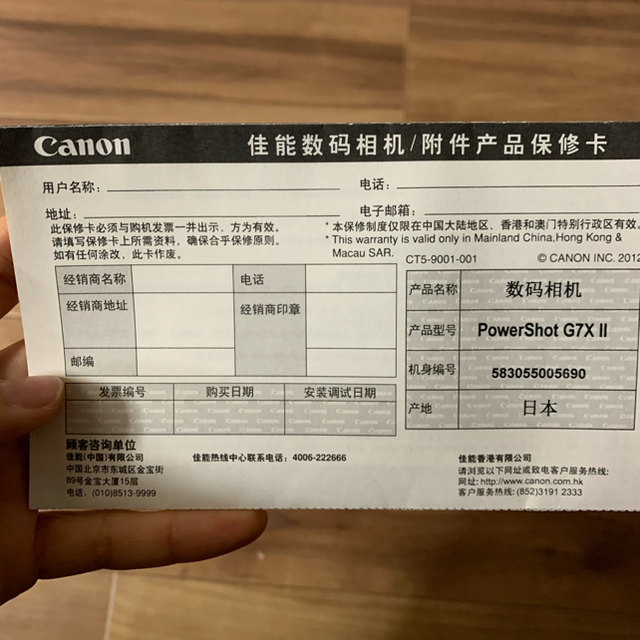 Canon 佳能数码相机/附件产品保修卡
用户名称： 电话：
地址： 电子邮箱：
此保修卡必须与购机发票一并出示，方为有效。
请填写保修卡上所需资料，确保合乎保修原则。
如有任何涂改，此卡作废。
* 本保修制度仅限在中国大陆地区、香港和澳门特别行政区有效。
* This warranty is valid only in Mainland China,Hong Kong &
Macau SAR.
CT5-9001-001 © CANON INC. 2012
经销商名称 电话
经销商地址 经销商印章
邮编
发票编号 购买日期 安装调试日期
产品名称 数码相机
产品型号 PowerShot G7X II
机身编号 583055005690
产地 日本
顾客咨询单位
佳能(中国)有限公司 佳能热线中心联系电话：4006-222666
中国北京市东城区金宝街
89号金宝大厦15层
电话：(010)8513-9999
佳能香港有限公司
请浏览以下网址或致电客户服务热线:
网址: http://www.canon.com.hk
客户服务热线: (852)3191 2333